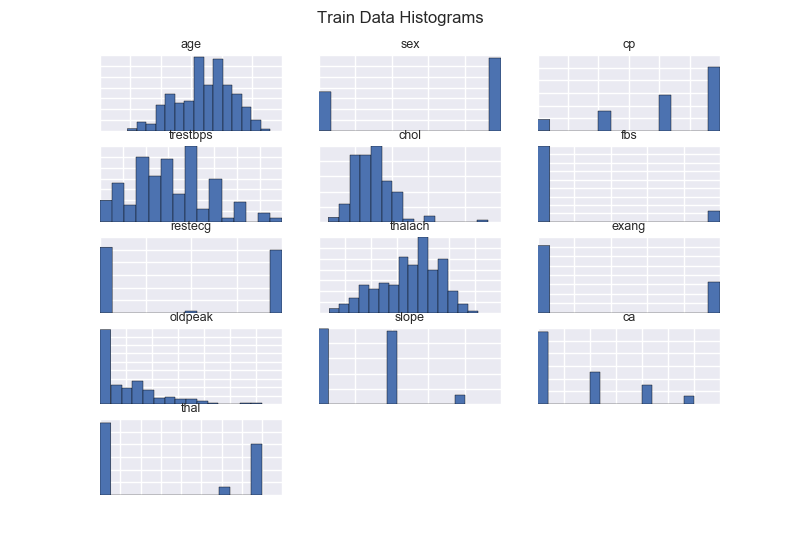 Train Data Histograms
age
sex
cp
trestbps
chol
fbs
restecg
thalach
exang
oldpeak
slope
ca
thal